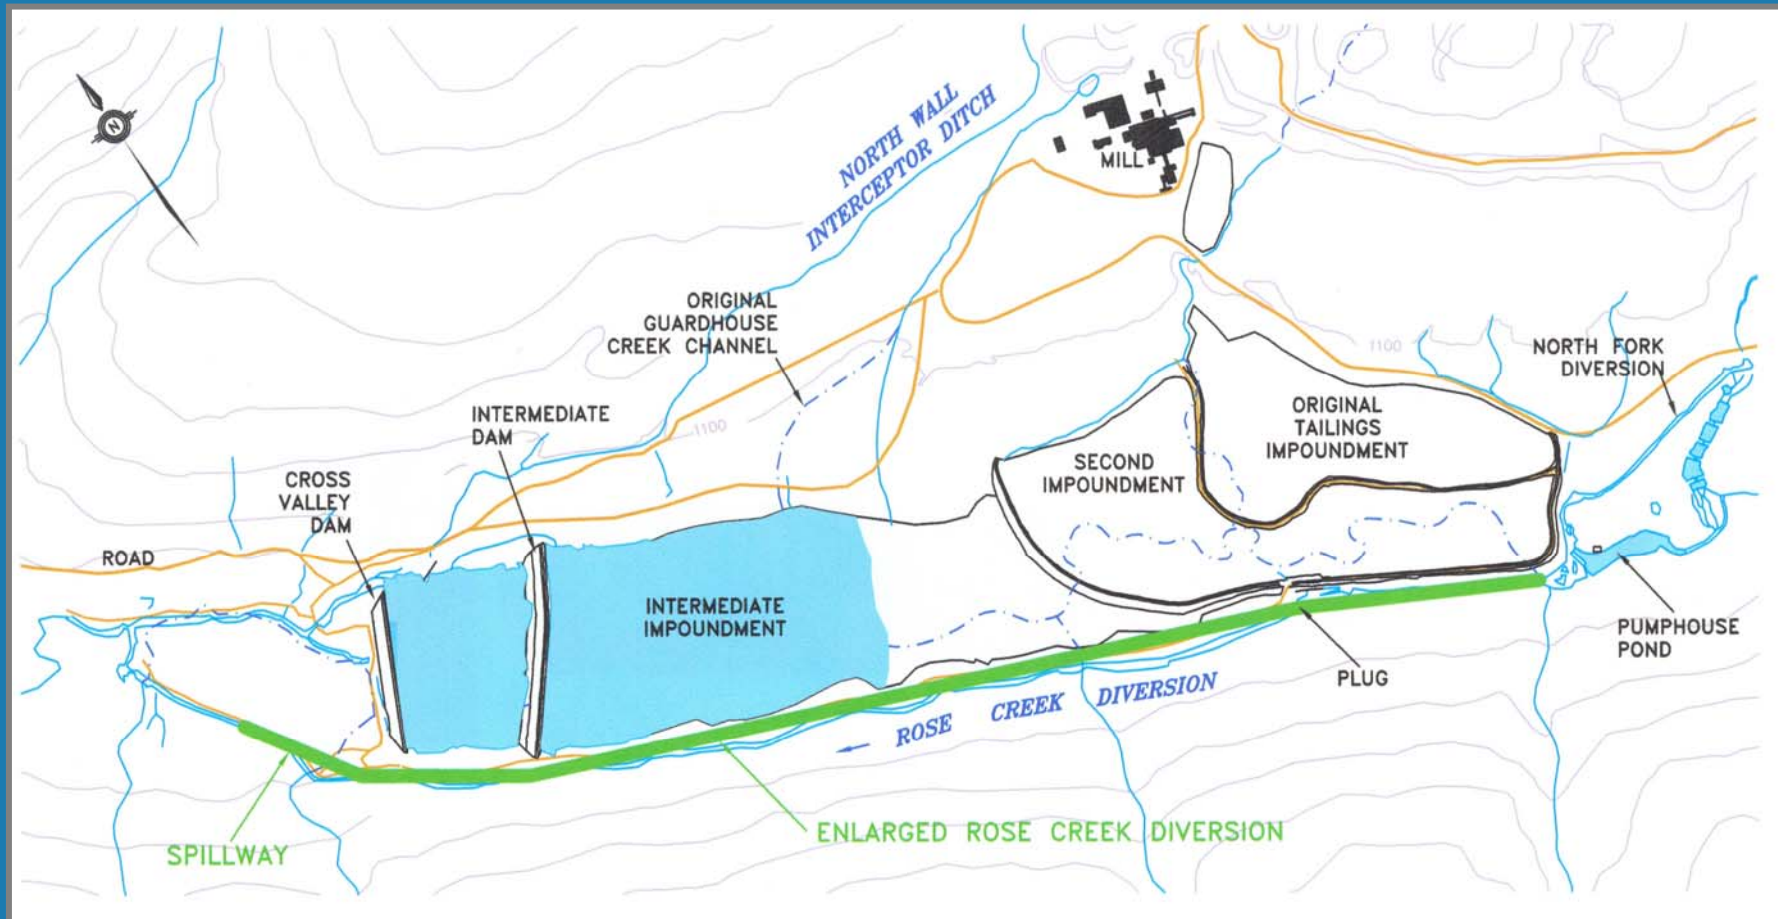 NORTH WALL
INTERCEPTOR DITCH
N
MILL
ORIGINAL
GUARDHOUSE
CREEK CHANNEL
1100
NORTH FORK
DIVERSION
INTERMEDIATE
DAM
1100
ORIGINAL
TAILINGS
IMPOUNDMENT
SECOND
IMPOUNDMENT
CROSS
VALLEY
DAM
ROAD
INTERMEDIATE
IMPOUNDMENT
PUMPHOUSE
POND
PLUG
ROSE CREEK DIVERSION
ENLARGED ROSE CREEK DIVERSION
SPILLWAY